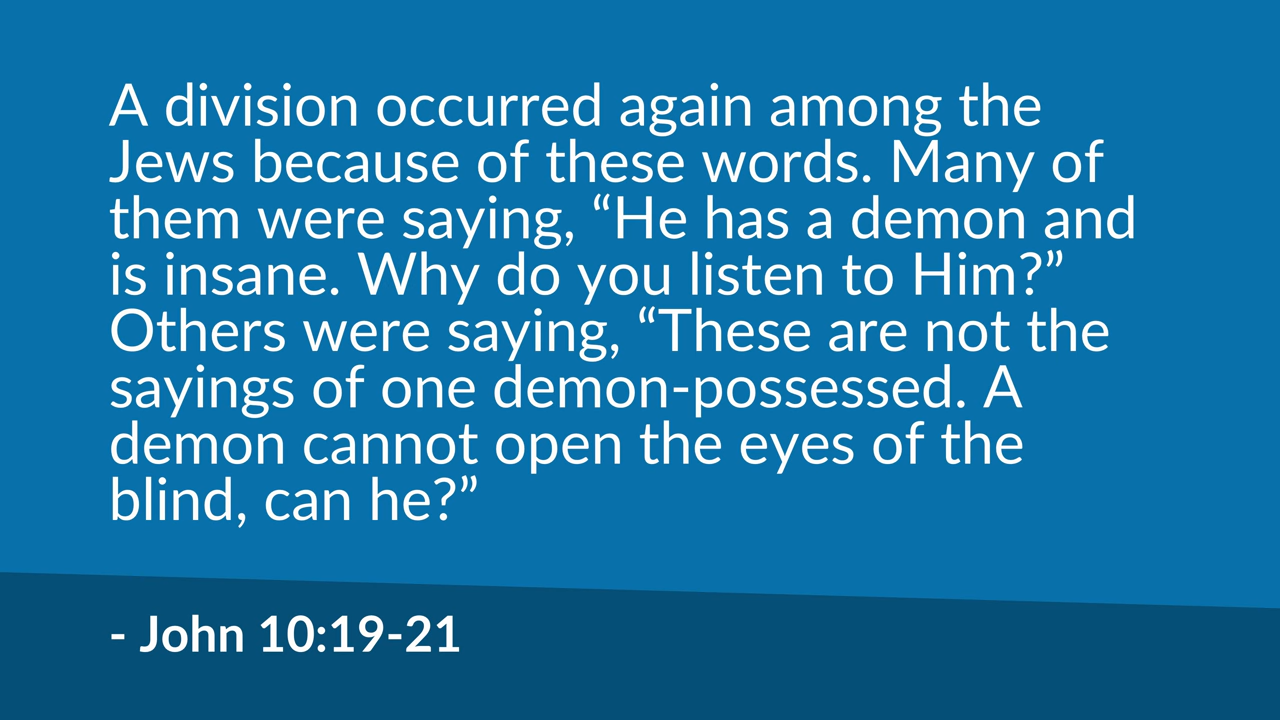 A division occurred again among the
Jews because of these words. Many of
them were saying, “He has a demon and
is insane. Why do you listen to Him?”
Others were saying, “These are not the
sayings of one demon-possessed. A
demon cannot open the eyes of the
blind, can he?”
- John 10:19-21